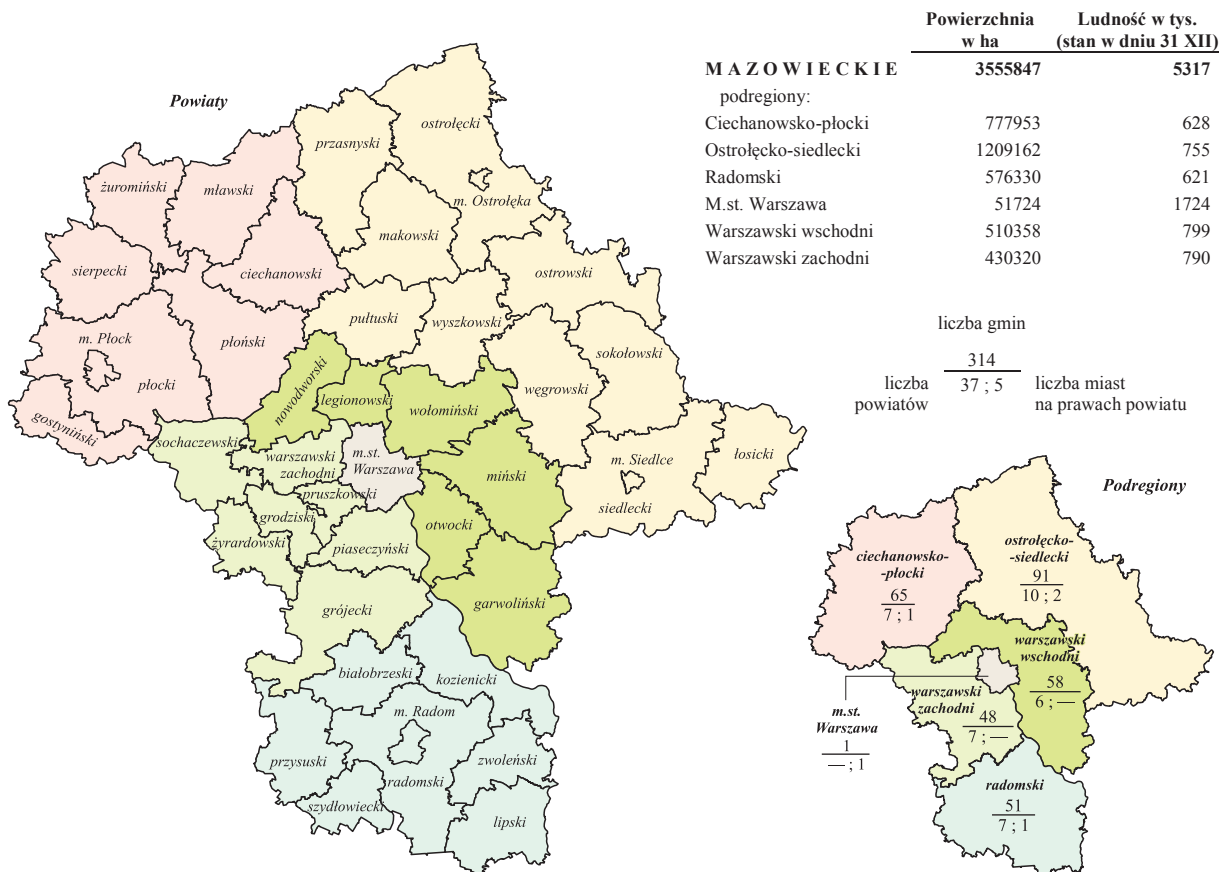 Powierzchnia w ha
Ludność w tys. (stan w dniu 31 XII)
M A Z O W I E C K I E 3555847 5317
podregiony:
Ciechanowsko-płocki 777953 628
Ostrołęcko-siedlecki 1209162 755
Radomski 576330 621
M.st. Warszawa 51724 1724
Warszawski wschodni 510358 799
Warszawski zachodni 430320 790
liczba gmin
314
liczba powiatów
37 ; 5
liczba miast na prawach powiatu
Powiaty
ostrołęcki
przasnyski
żuromiński
mławski
m. Ostrołęka
makowski
sierpecki
ciechanowski
ostrowski
pułtuski
wyszkowski
m. Płock
płoński
sokołowski
płocki
nowodworski
legionowski
wołomiński
węgrowski
gostyniński
sochaczewski
warszawski zachodni
m.st. Warszawa
miński
m. Siedlce
łosicki
pruszkowski
siedlecki
grodziski
otwocki
żyrardowski
piaseczyński
grójecki
garwoliński
białobrzeski
kozienicki
m. Radom
przysuski
zwoleński
radomski
szydłowiecki
lipski
Podregiony
ciechanowsko-
-płocki
65
7 ; 1
ostrołęcko-
-siedlecki
91
10 ; 2
warszawski
wschodni
58
6 ; —
warszawski
zachodni
48
7 ; —
m.st.
Warszawa
1
— ; 1
radomski
51
7 ; 1